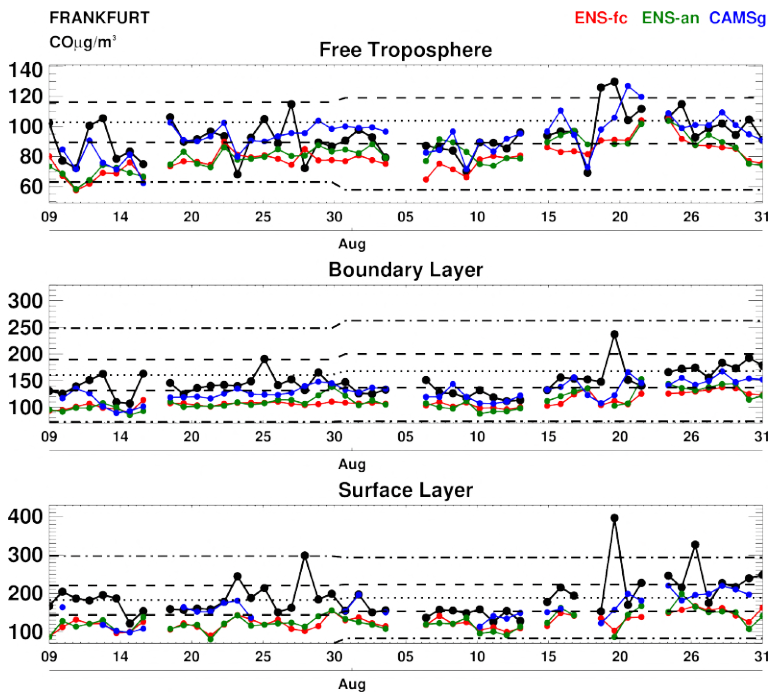 FRANKFURT
ENS-fc ENS-an CAMSg
COµg/m³
Free Troposphere
140
120
100
80
60
09 14 20 25 30 05 10 15 20 31
Aug
Boundary Layer
300
250
200
150
100
09 14 20 25 30 05 10 15 20 31
Aug
Surface Layer
400
300
200
100
09 14 20 25 30 05 10 15 20 31
Aug